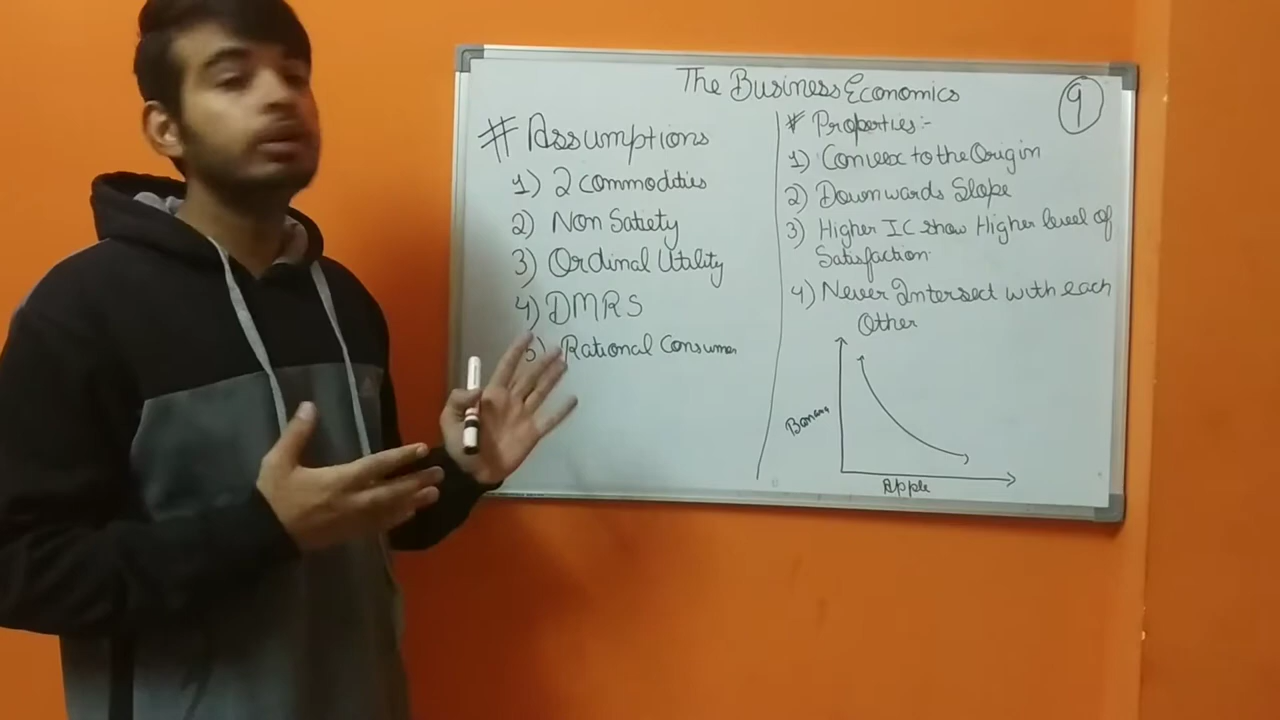 The Business Economics
9
# Assumptions
1) 2 Commodities
2) Non Satiety
3) Ordinal Utility
4) DMRS
5) Rational Consumer
# Properties:-
1) Convex to the Origin
2) Downwards Slope
3) Higher IC show Higher level of
Satisfaction
4) Never Intersect with each
Other
Banana
Apple